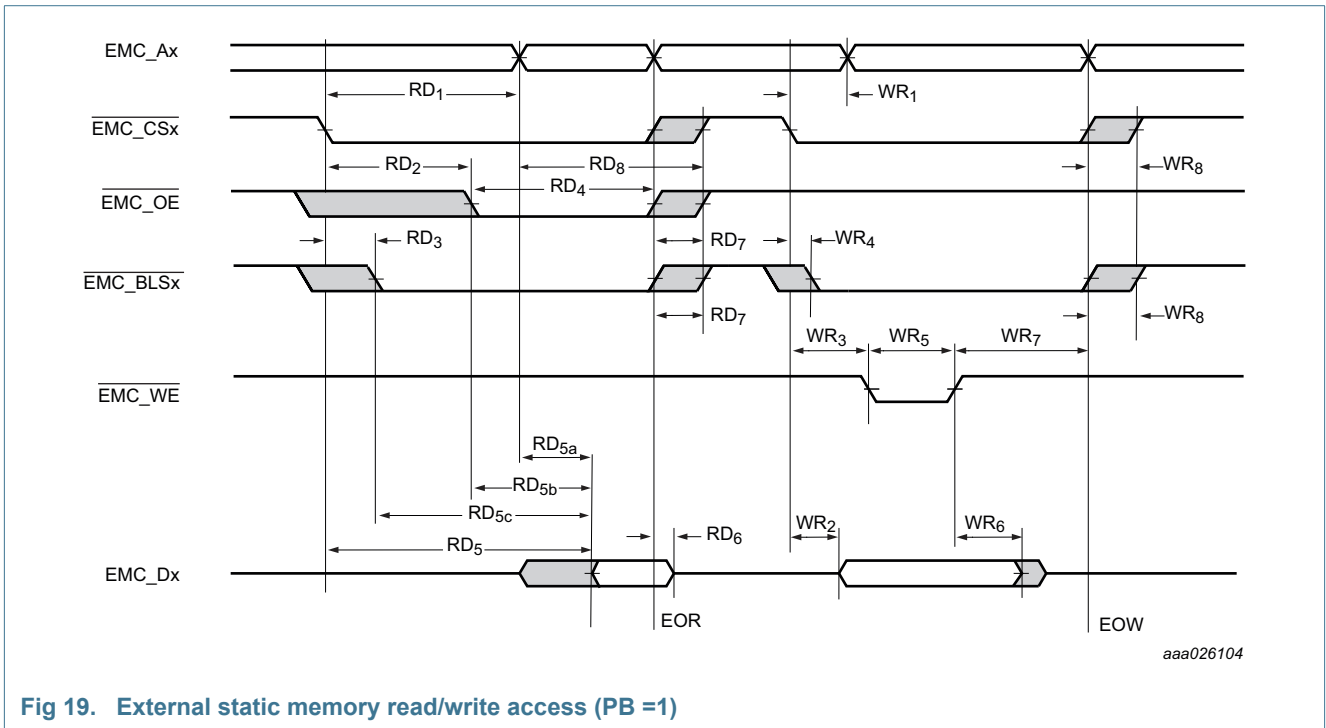 EMC_Ax
RD1
WR1
EMC_CSx
RD2
RD8
WR8
EMC_OE
RD4
RD3
RD7
WR4
EMC_BLSx
RD7
WR8
WR3
WR5
WR7
EMC_WE
RD5a
RD5b
RD5c
WR2
WR6
RD5
RD6
EMC_Dx
EOR
EOW
aaa026104
Fig 19. External static memory read/write access (PB =1)